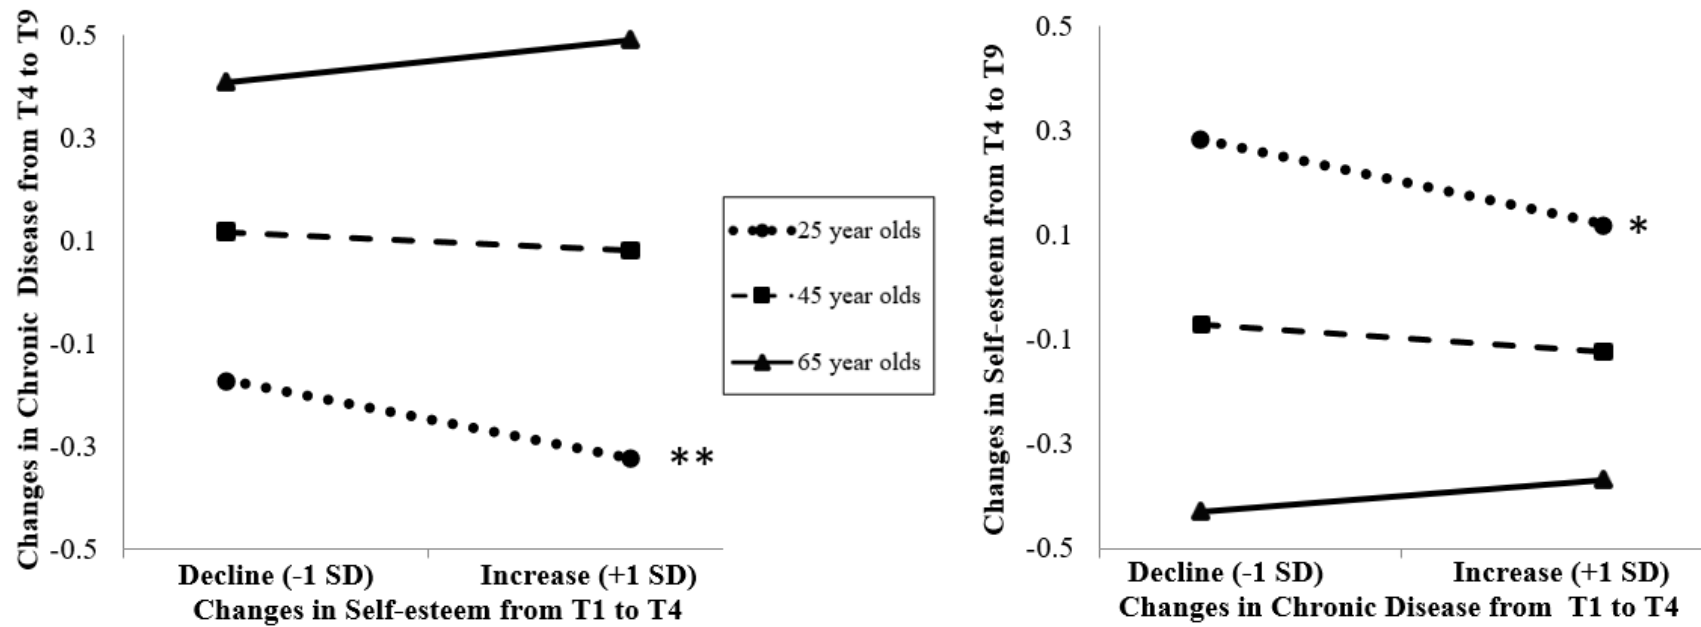 Changes in Chronic Disease from T4 to T9
0.5
0.3
0.1
-0.1
-0.3
-0.5
**
Decline (-1 SD)
Increase (+1 SD)
Changes in Self-esteem from T1 to T4
25 year olds
45 year olds
65 year olds
Changes in Self-esteem from T4 to T9
0.5
0.3
0.1
-0.1
-0.3
-0.5
*
Decline (-1 SD)
Increase (+1 SD)
Changes in Chronic Disease from T1 to T4